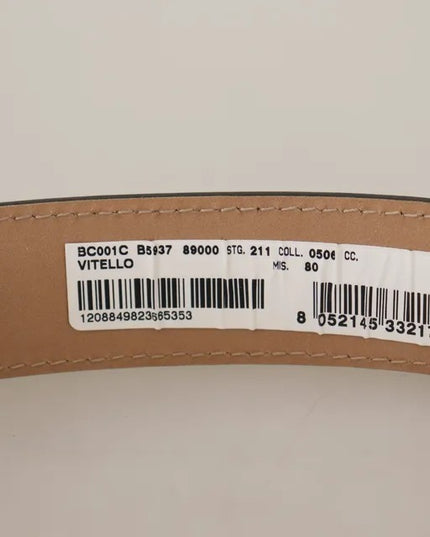 BC001C B5937 89000 STG. 211 COLL. 0506 CC.
VITELLO MIS. 80
1208849823665353
8 052145 33217